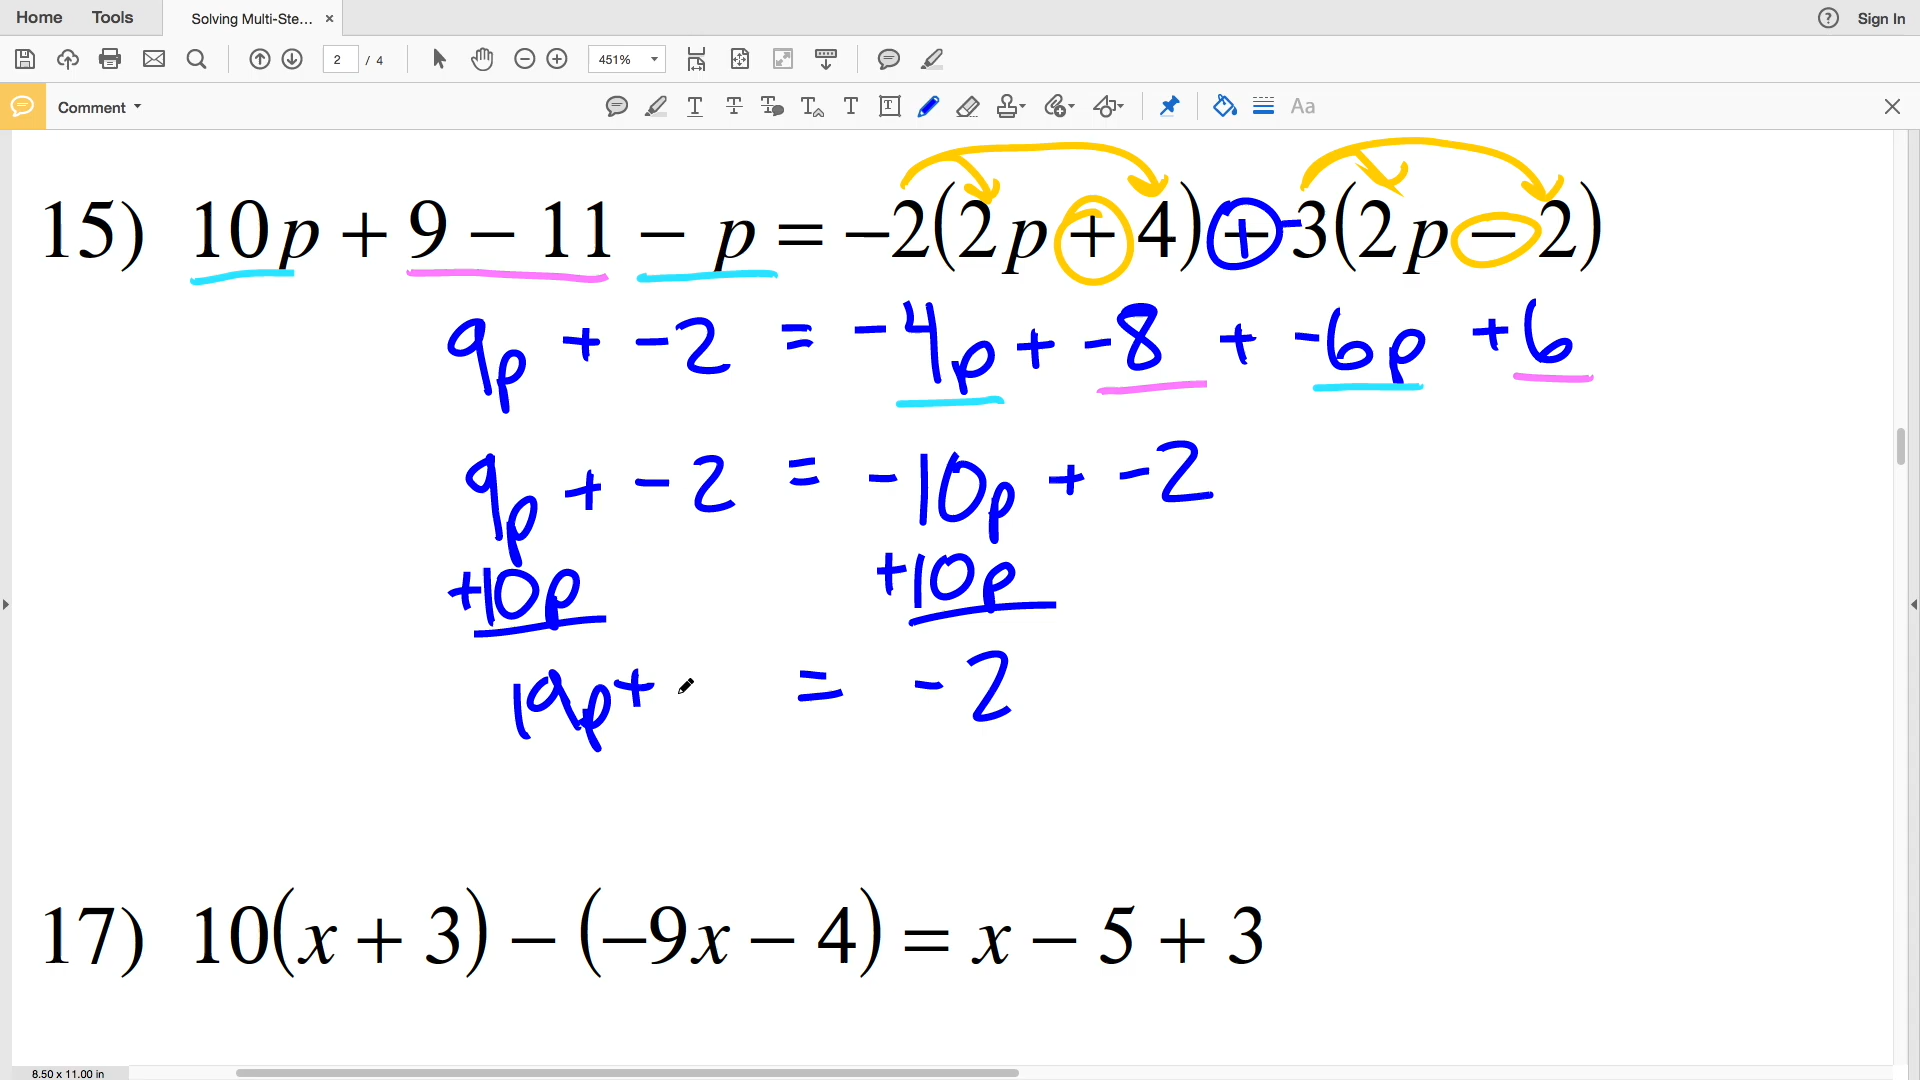 Home Tools Solving Multi-Ste... × ? Sign In
2 / 4 451%
Comment Aa
15) 10p + 9 − 11 − p = −2(2p + 4) + -3(2p − 2)
9p + -2 = -4p + -8 + -6p + 6
9p + -2 = -10p + -2
+10p +10p
19p + = -2
17) 10(x + 3) − (−9x − 4) = x − 5 + 3
8.50 x 11.00 in